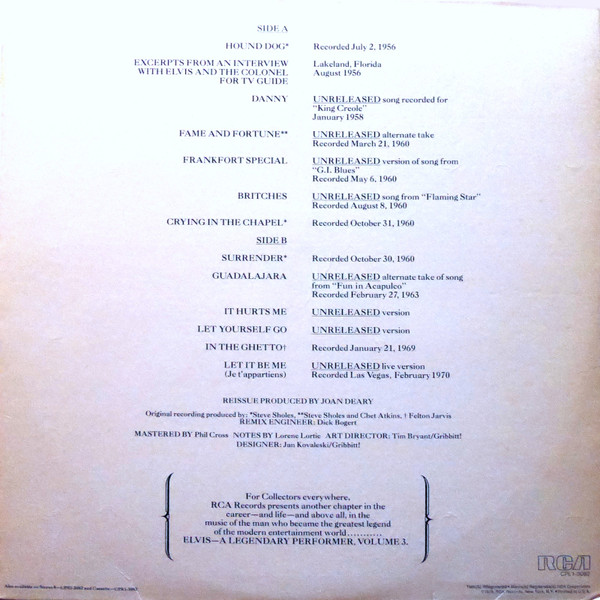 SIDE A
HOUND DOG* Recorded July 2, 1956
EXCERPTS FROM AN INTERVIEW Lakeland, Florida
WITH ELVIS AND THE COLONEL August 1956
FOR TV GUIDE
DANNY UNRELEASED song recorded for
"King Creole"
January 1958
FAME AND FORTUNE** UNRELEASED alternate take
Recorded March 21, 1960
FRANKFORT SPECIAL UNRELEASED version of song from
"G.I. Blues"
Recorded May 6, 1960
BRITCHES UNRELEASED song from "Flaming Star"
Recorded August 8, 1960
CRYING IN THE CHAPEL* Recorded October 31, 1960
SIDE B
SURRENDER* Recorded October 30, 1960
GUADALAJARA UNRELEASED alternate take of song
from "Fun in Acapulco"
Recorded February 27, 1963
IT HURTS ME UNRELEASED version
LET YOURSELF GO UNRELEASED version
IN THE GHETTO† Recorded January 21, 1969
LET IT BE ME UNRELEASED live version
(Je t'appartiens) Recorded Las Vegas, February 1970
REISSUE PRODUCED BY JOAN DEARY
Original recording produced by: *Steve Sholes, **Steve Sholes and Chet Atkins, † Felton Jarvis
REMIX ENGINEER: Dick Bogert
MASTERED BY Phil Cross NOTES BY Lorene Lortie ART DIRECTOR: Tim Bryant/Gribbitt!
DESIGNER: Jan Kovaleski/Gribbitt!
For Collectors everywhere,
RCA Records presents another chapter in the
career—and life—and above all, in the
music of the man who became the greatest legend
of the modern entertainment world...........
ELVIS—A LEGENDARY PERFORMER, VOLUME 3.
RCA